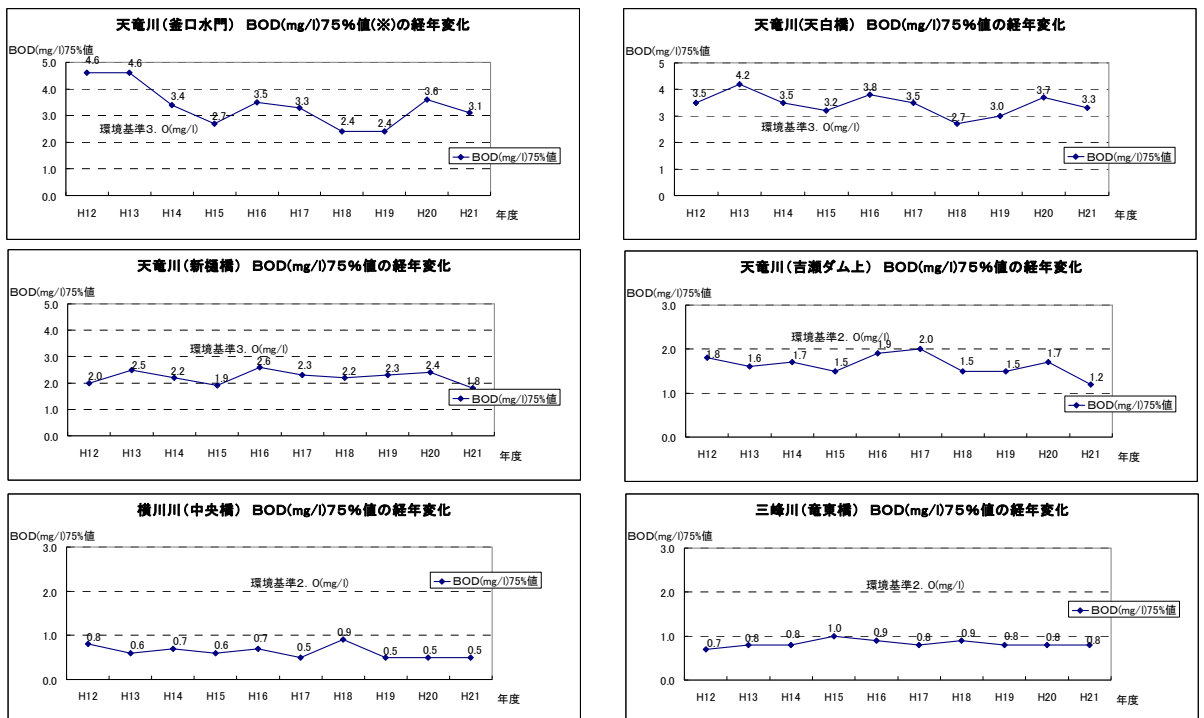 天竜川(釜口水門) BOD(mg/l)75%値(※)の経年変化
BOD(mg/l)75%値
5.0
4.0
3.0
2.0
1.0
0.0
4.6 4.6 3.4 2.7 3.5 3.3 2.4 2.4 3.6 3.1
環境基準3.0(mg/l)
BOD(mg/l)75%値
H12 H13 H14 H15 H16 H17 H18 H19 H20 H21 年度
天竜川(天白橋) BOD(mg/l)75%値の経年変化
BOD(mg/l)75%値
5
4
3
2
1
3.5 4.2 3.5 3.2 3.8 3.5 2.7 3.0 3.7 3.3
環境基準3.0(mg/l)
BOD(mg/l)75%値
H12 H13 H14 H15 H16 H17 H18 H19 H20 H21 年度
天竜川(新樋橋) BOD(mg/l)75%値の経年変化
BOD(mg/l)75%値
5.0
4.0
3.0
2.0
1.0
0.0
環境基準3.0(mg/l)
2.0 2.5 2.2 1.9 2.6 2.3 2.2 2.3 2.4 1.8
BOD(mg/l)75%値
H12 H13 H14 H15 H16 H17 H18 H19 H20 H21 年度
天竜川(吉瀬ダム上) BOD(mg/l)75%値の経年変化
BOD(mg/l)75%値
3.0
2.0
1.0
0.0
環境基準2.0(mg/l)
1.8 1.6 1.7 1.5 1.9 2.0 1.5 1.5 1.7 1.2
BOD(mg/l)75%値
H12 H13 H14 H15 H16 H17 H18 H19 H20 H21 年度
横川川(中央橋) BOD(mg/l)75%値の経年変化
BOD(mg/l)75%値
3.0
2.0
1.0
0.0
環境基準2.0(mg/l)
BOD(mg/l)75%値
0.8 0.6 0.7 0.6 0.7 0.5 0.9 0.5 0.5 0.5
H12 H13 H14 H15 H16 H17 H18 H19 H20 H21 年度
三峰川(竜東橋) BOD(mg/l)75%値の経年変化
BOD(mg/l)75%値
3.0
2.0
1.0
0.0
環境基準2.0(mg/l)
BOD(mg/l)75%値
0.7 0.8 0.8 1.0 0.9 0.8 0.9 0.8 0.8 0.8
H12 H13 H14 H15 H16 H17 H18 H19 H20 H21 年度